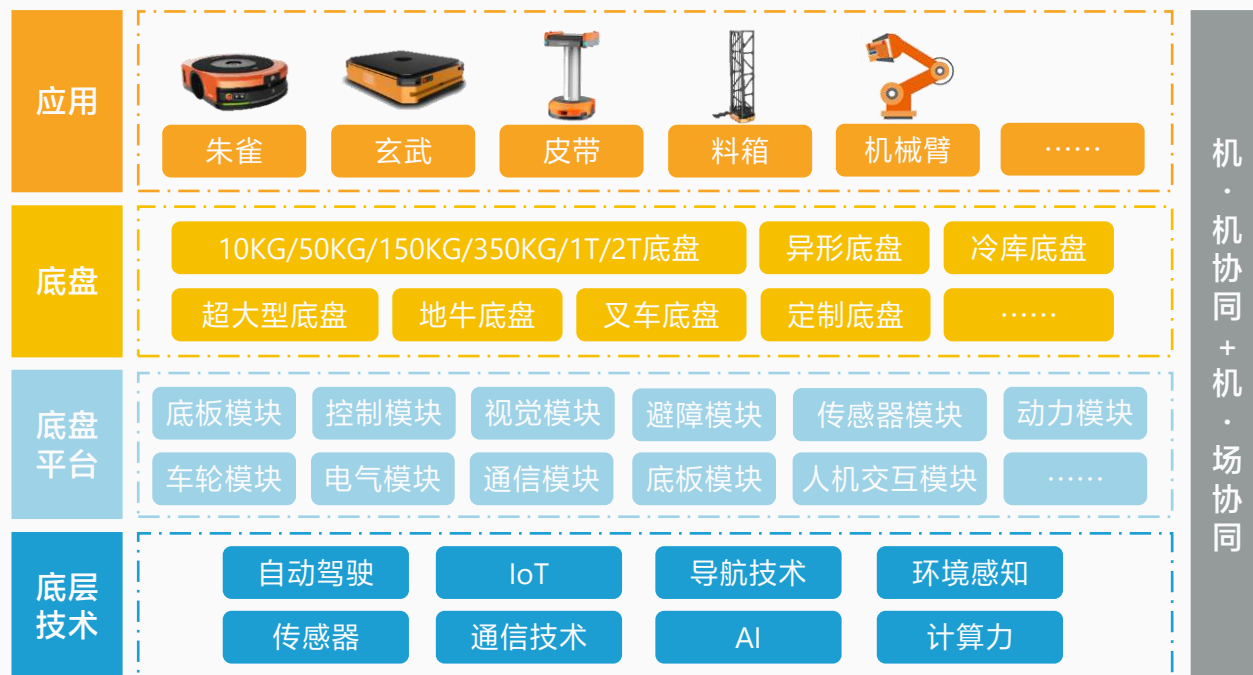 应用
朱雀
玄武
皮带
料箱
机械臂
……
底盘
10KG/50KG/150KG/350KG/1T/2T底盘
异形底盘
冷库底盘
超大型底盘
地牛底盘
叉车底盘
定制底盘
……
底盘
平台
底板模块
控制模块
视觉模块
避障模块
传感器模块
动力模块
车轮模块
电气模块
通信模块
底板模块
人机交互模块
……
底层
技术
自动驾驶
IoT
导航技术
环境感知
传感器
通信技术
AI
计算力
机·机协同+机·场协同